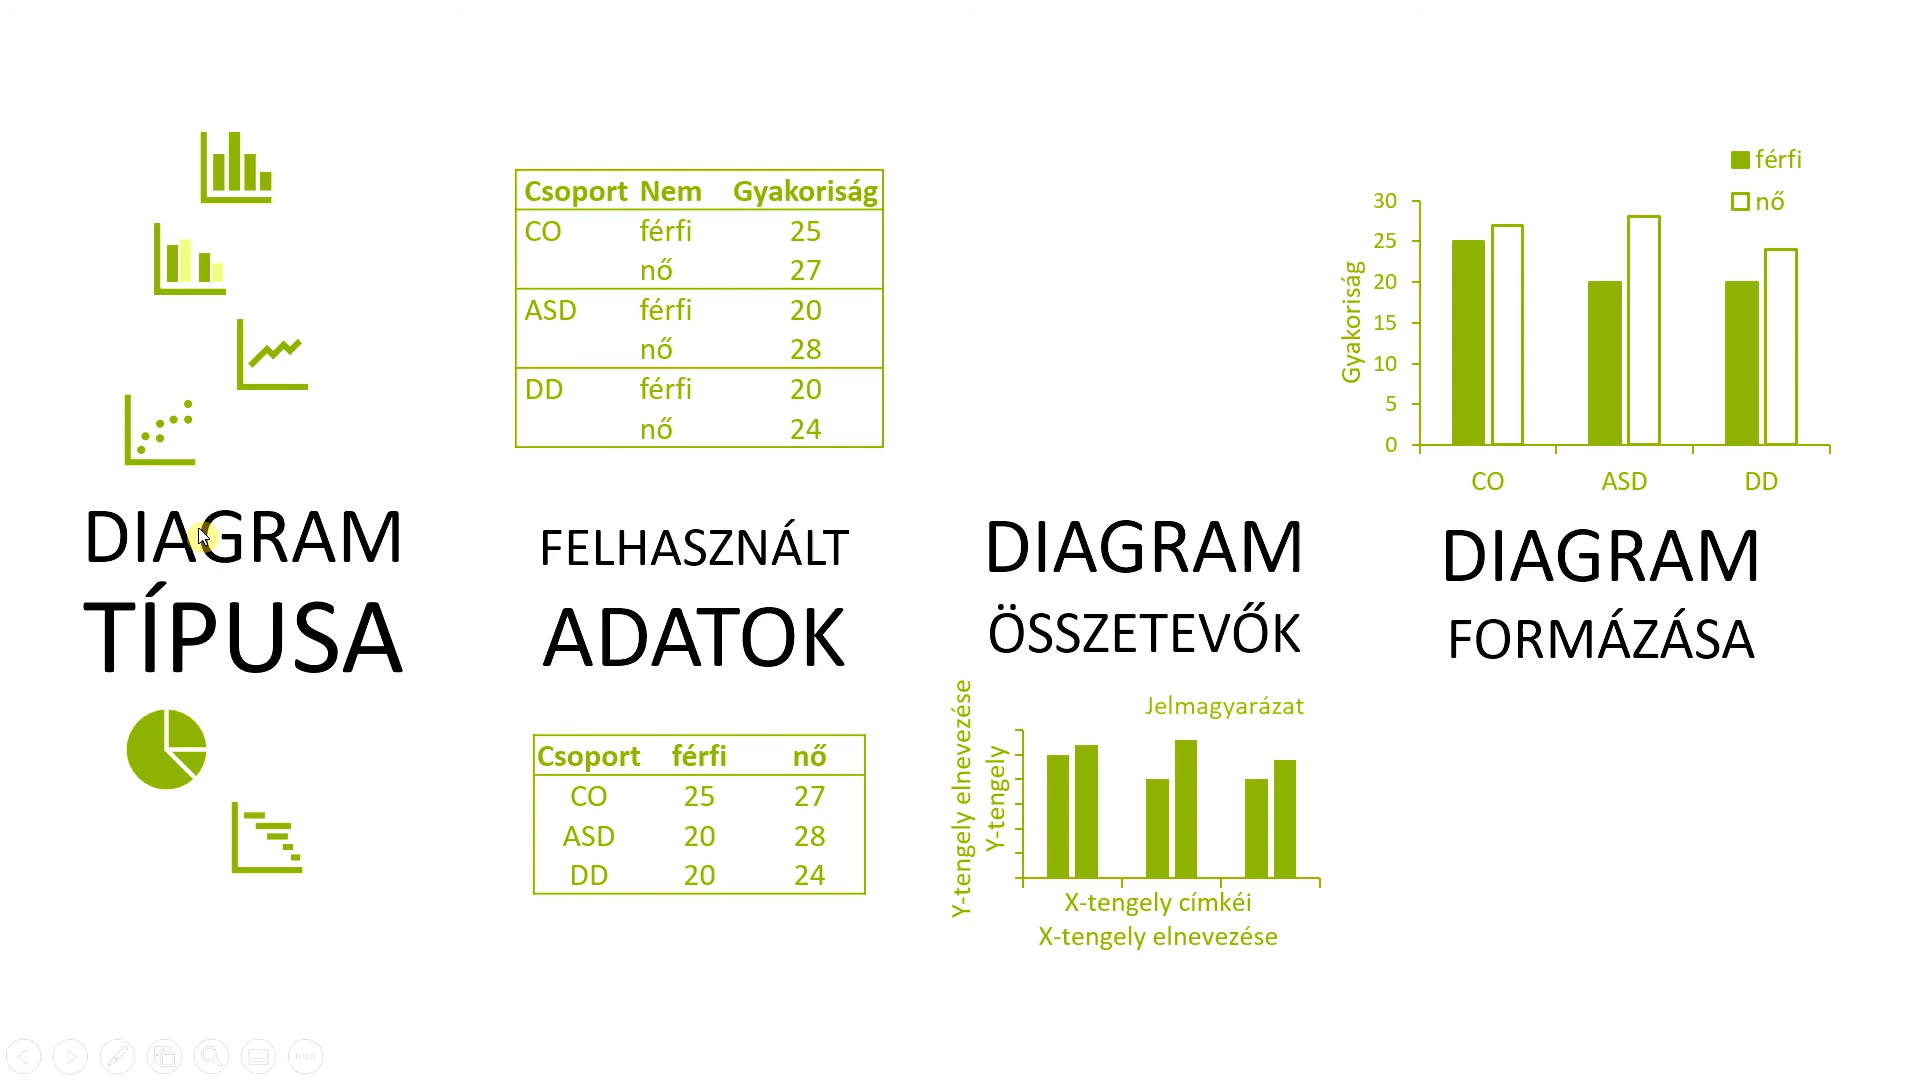 DIAGRAM
TÍPUSA
Csoport Nem Gyakoriság
CO férfi 25
nő 27
ASD férfi 20
nő 28
DD férfi 20
nő 24
FELHASZNÁLT
ADATOK
Csoport férfi nő
CO 25 27
ASD 20 28
DD 20 24
DIAGRAM
ÖSSZETEVŐK
Jelmagyarázat
Y-tengely elnevezése
Y-tengely
X-tengely címkéi
X-tengely elnevezése
férfi
nő
Gyakoriság
30
25
20
15
10
5
0
CO ASD DD
DIAGRAM
FORMÁZÁSA